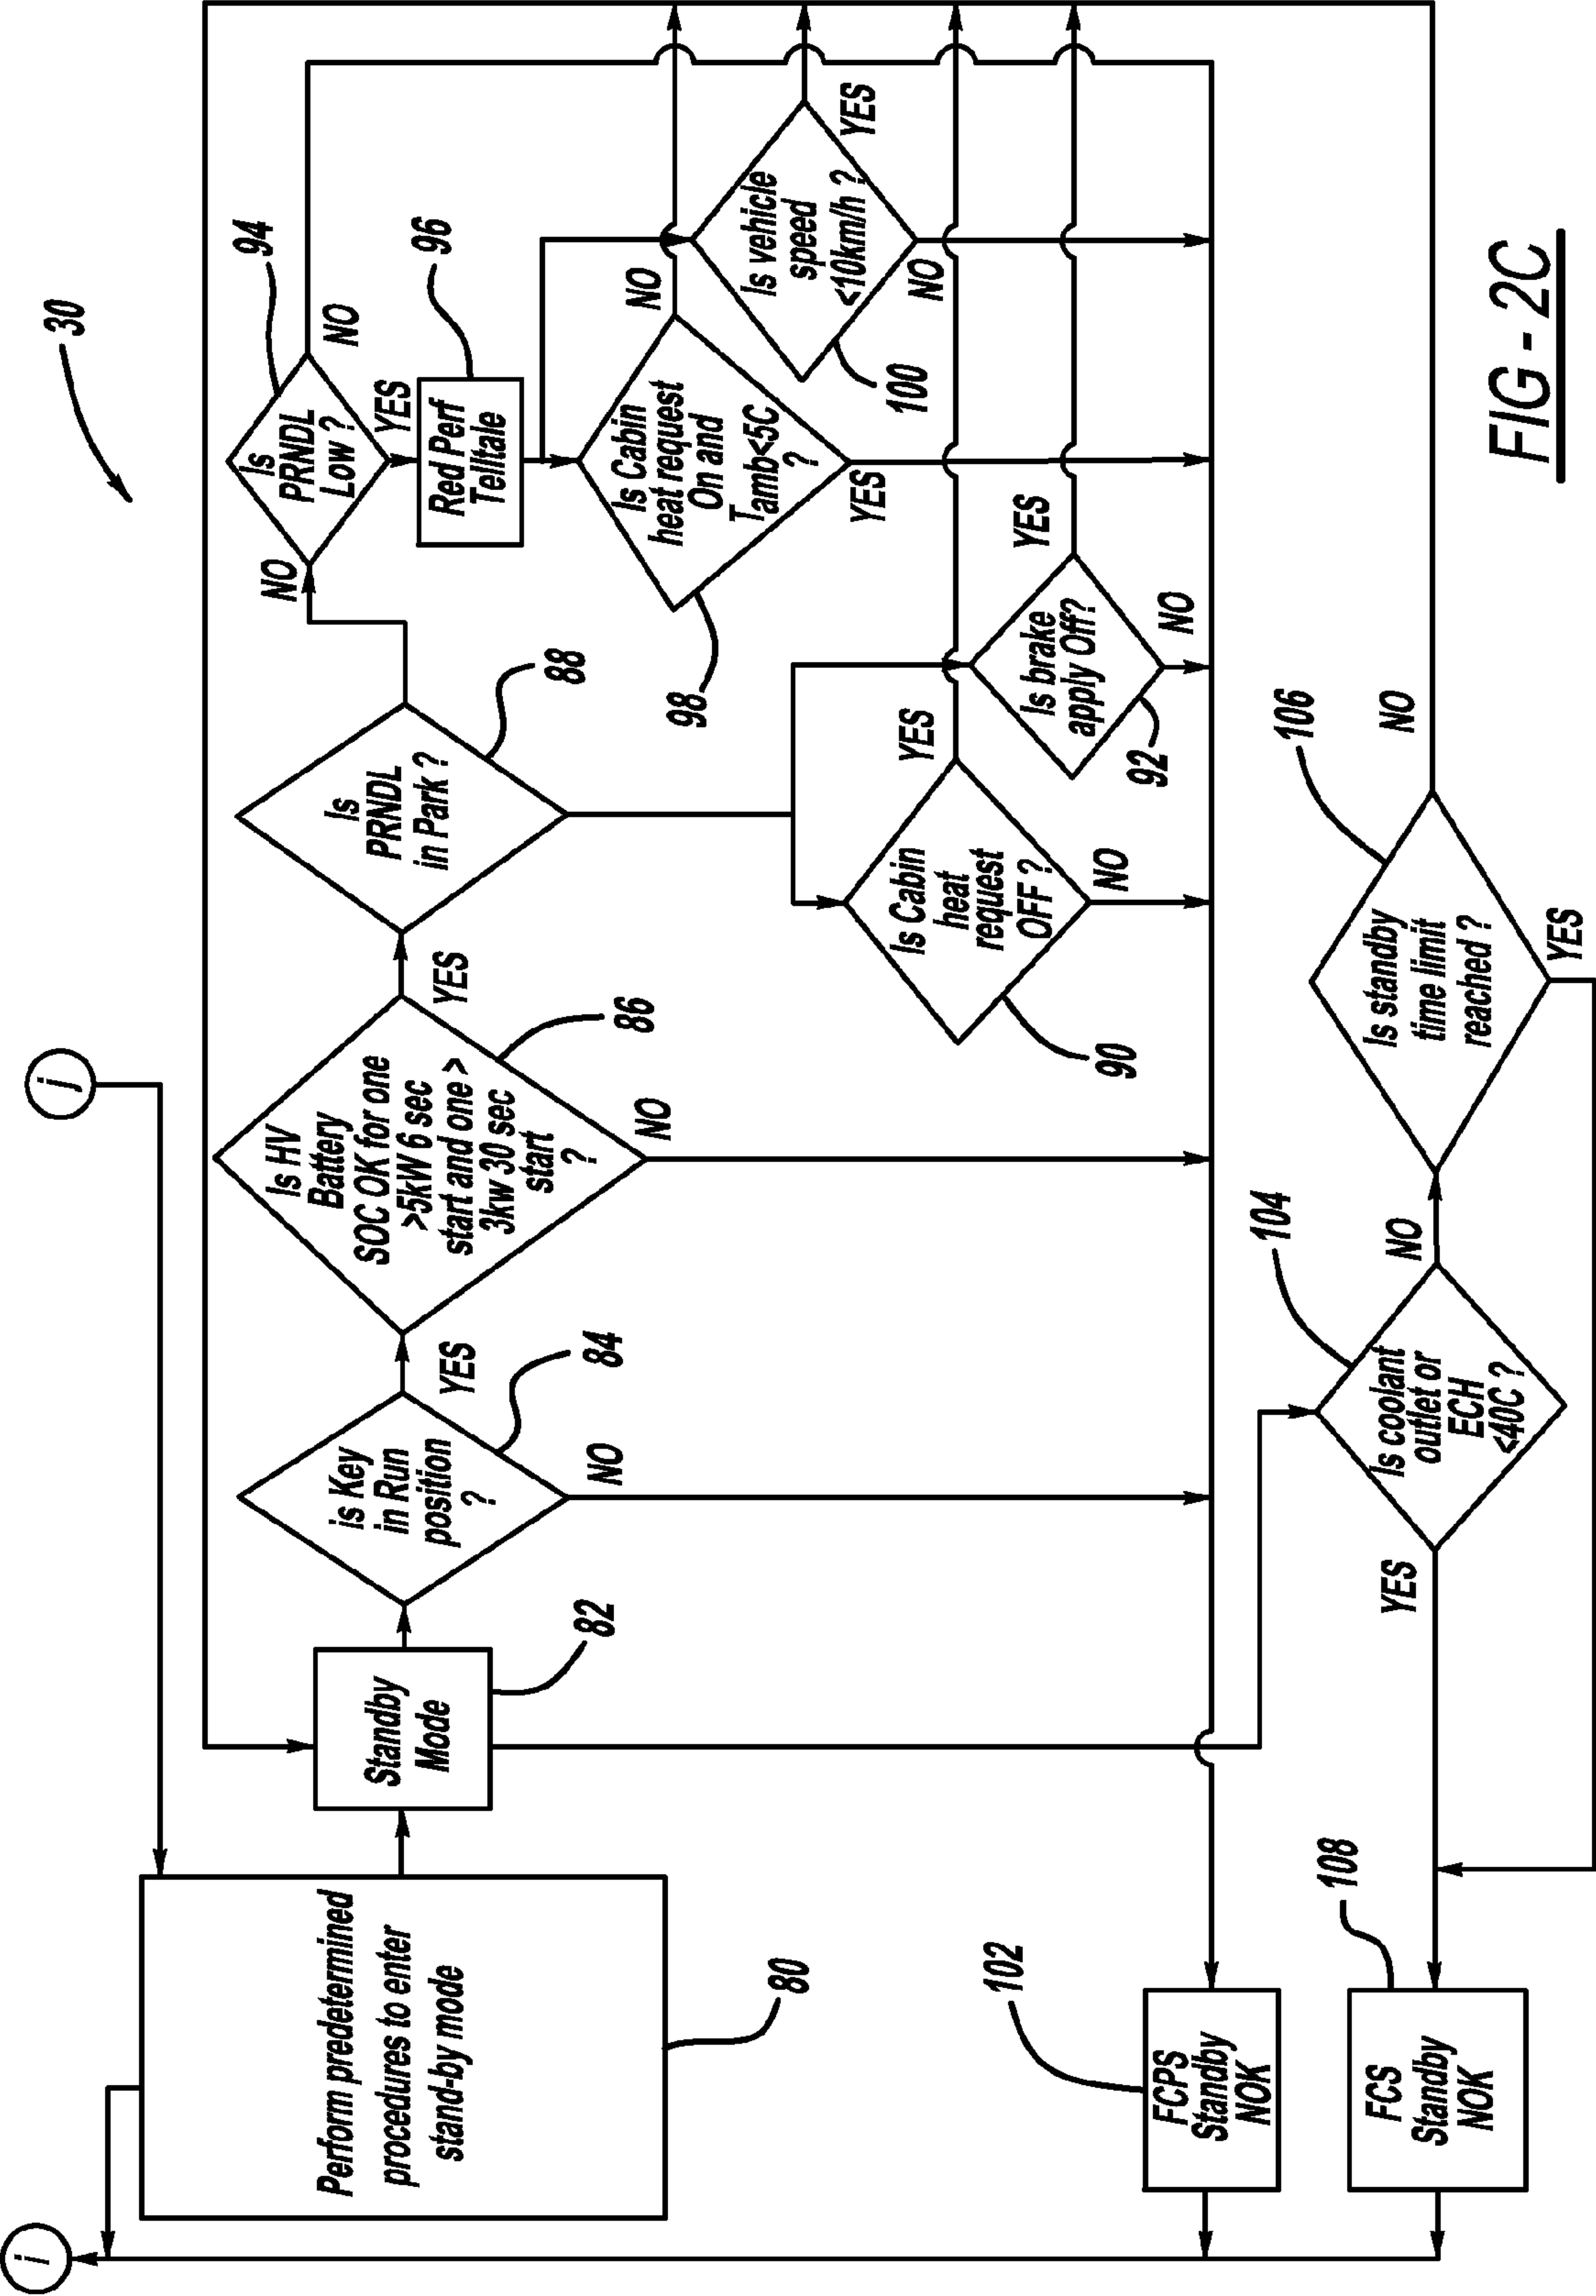 30
j
i
Perform predetermined
procedures to enter
stand-by mode
80
Standby
Mode
82
is Key
in Run
position
?
84
YES
NO
Is HV
Battery
SOC OK for one
>5kW 6 sec
start and one >
3kw 30 sec
start
?
86
YES
NO
Is
PRNDL
in Park ?
88
NO
Is
PRNDL
Low ?
94
NO
YES
Red Perf
Telltale
96
Is Cabin
heat request
On and
Tamb<5C
?
98
NO
YES
Is vehicle
speed
<10km/h ?
100
YES
NO
Is Cabin
heat
request
OFF ?
90
YES
NO
Is brake
apply Off?
92
YES
NO
FCPS
Standby
NOK
102
Is coolant
outlet or
ECH
<40C ?
104
YES
NO
Is standby
time limit
reached ?
106
NO
YES
FCS
Standby
NOK
108
FIG - 2C